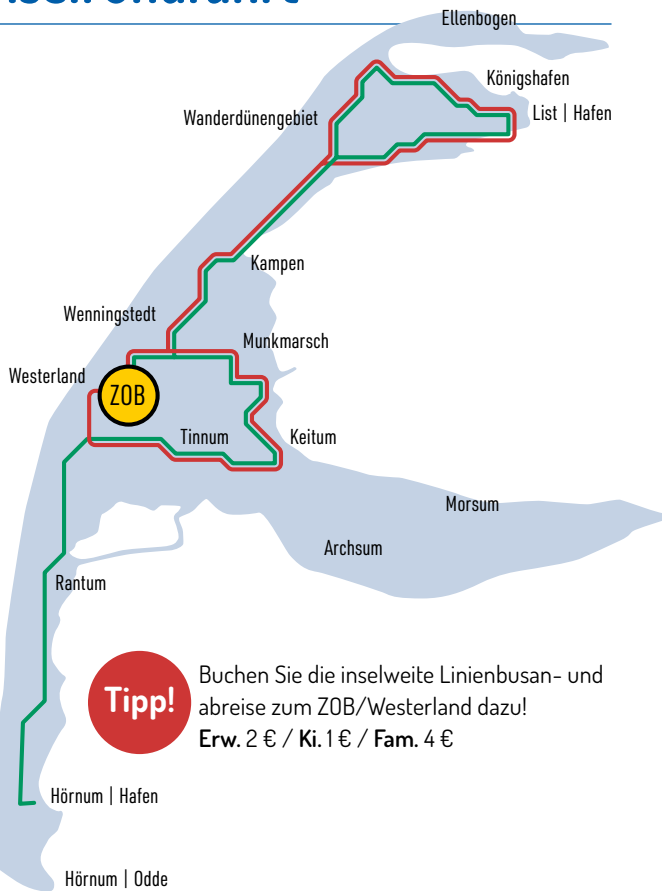 Ellenbogen
Königshafen
List | Hafen
Wanderdünengebiet
Kampen
Wenningstedt
Munkmarsch
Westerland
ZOB
Tinnum
Keitum
Morsum
Archsum
Rantum
Tipp!
Buchen Sie die inselweite Linienbusan- und
abreise zum ZOB/Westerland dazu!
Erw. 2 € / Ki. 1 € / Fam. 4 €
Hörnum | Hafen
Hörnum | Odde